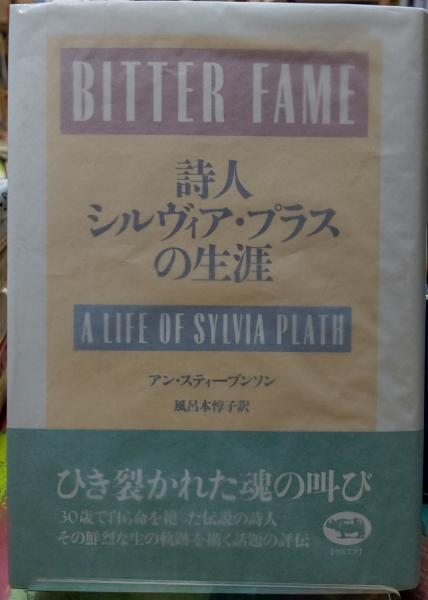 BITTER FAME
詩人
シルヴィア・プラス
の生涯
A LIFE OF SYLVIA PLATH
アン・スティーブンソン
風呂本惇子訳
ひき裂かれた魂の叫び
30歳で自ら命を絶った伝説の詩人
その鮮烈な生の軌跡を描く話題の評伝